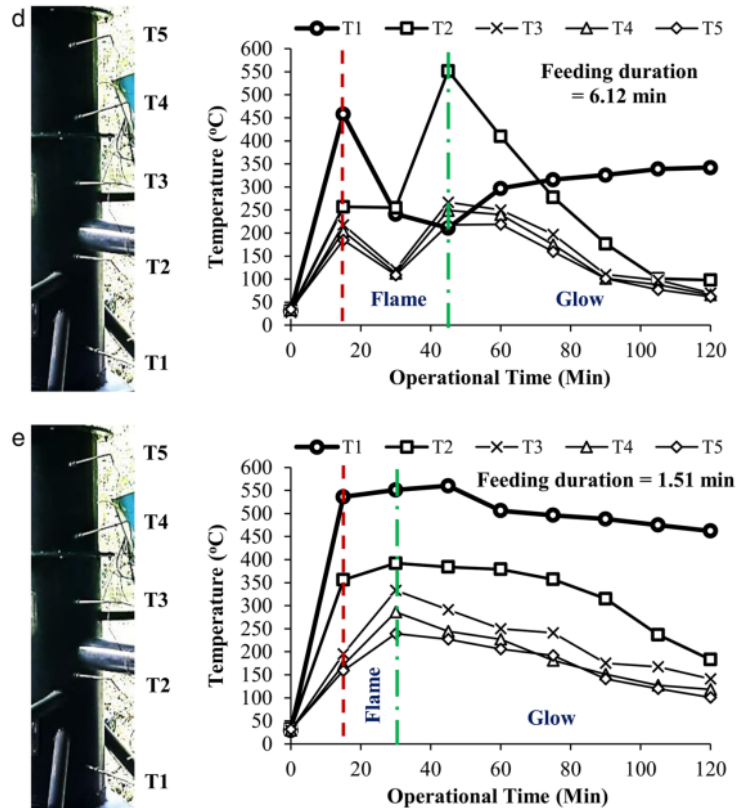 d
T5
T4
T3
T2
T1
T1 T2 T3 T4 T5
Feeding duration
= 6.12 min
Temperature (ºC)
600
550
500
450
400
350
300
250
200
150
100
50
0
Flame
Glow
0 20 40 60 80 100 120
Operational Time (Min)
e
T5
T4
T3
T2
T1
T1 T2 T3 T4 T5
Feeding duration = 1.51 min
Temperature (ºC)
600
550
500
450
400
350
300
250
200
150
100
50
0
Flame
Glow
0 20 40 60 80 100 120
Operational Time (Min)